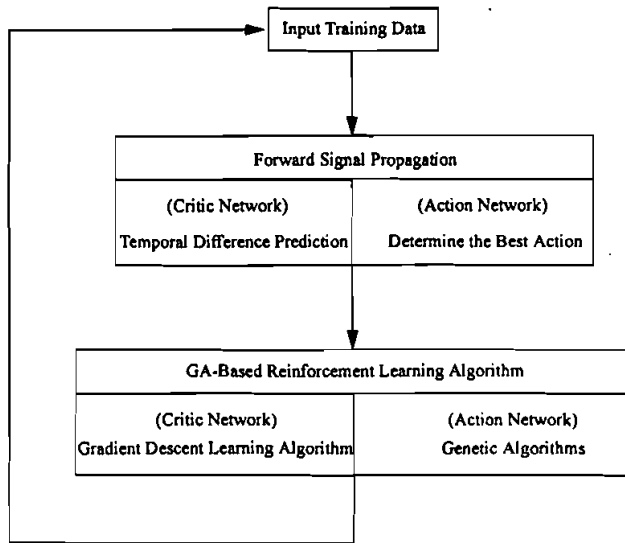 Input Training Data
Forward Signal Propagation
(Critic Network)
Temporal Difference Prediction
(Action Network)
Determine the Best Action
GA-Based Reinforcement Learning Algorithm
(Critic Network)
Gradient Descent Learning Algorithm
(Action Network)
Genetic Algorithms